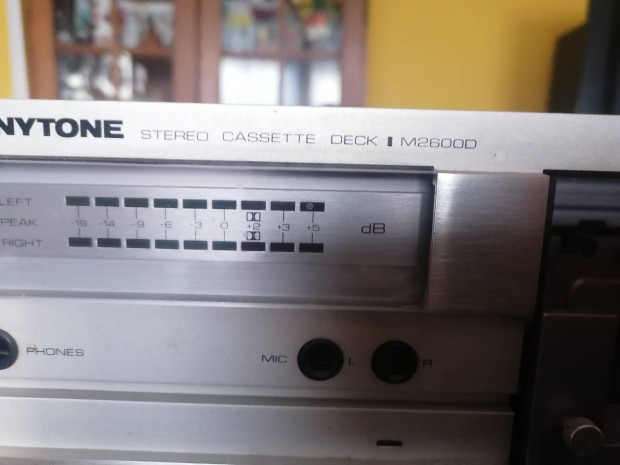 NYTONE STEREO CASSETTE DECK M2600D
LEFT
PEAK -19 -14 -9 -6 -3 0 +2 +3 +5 dB
RIGHT
PHONES MIC L R